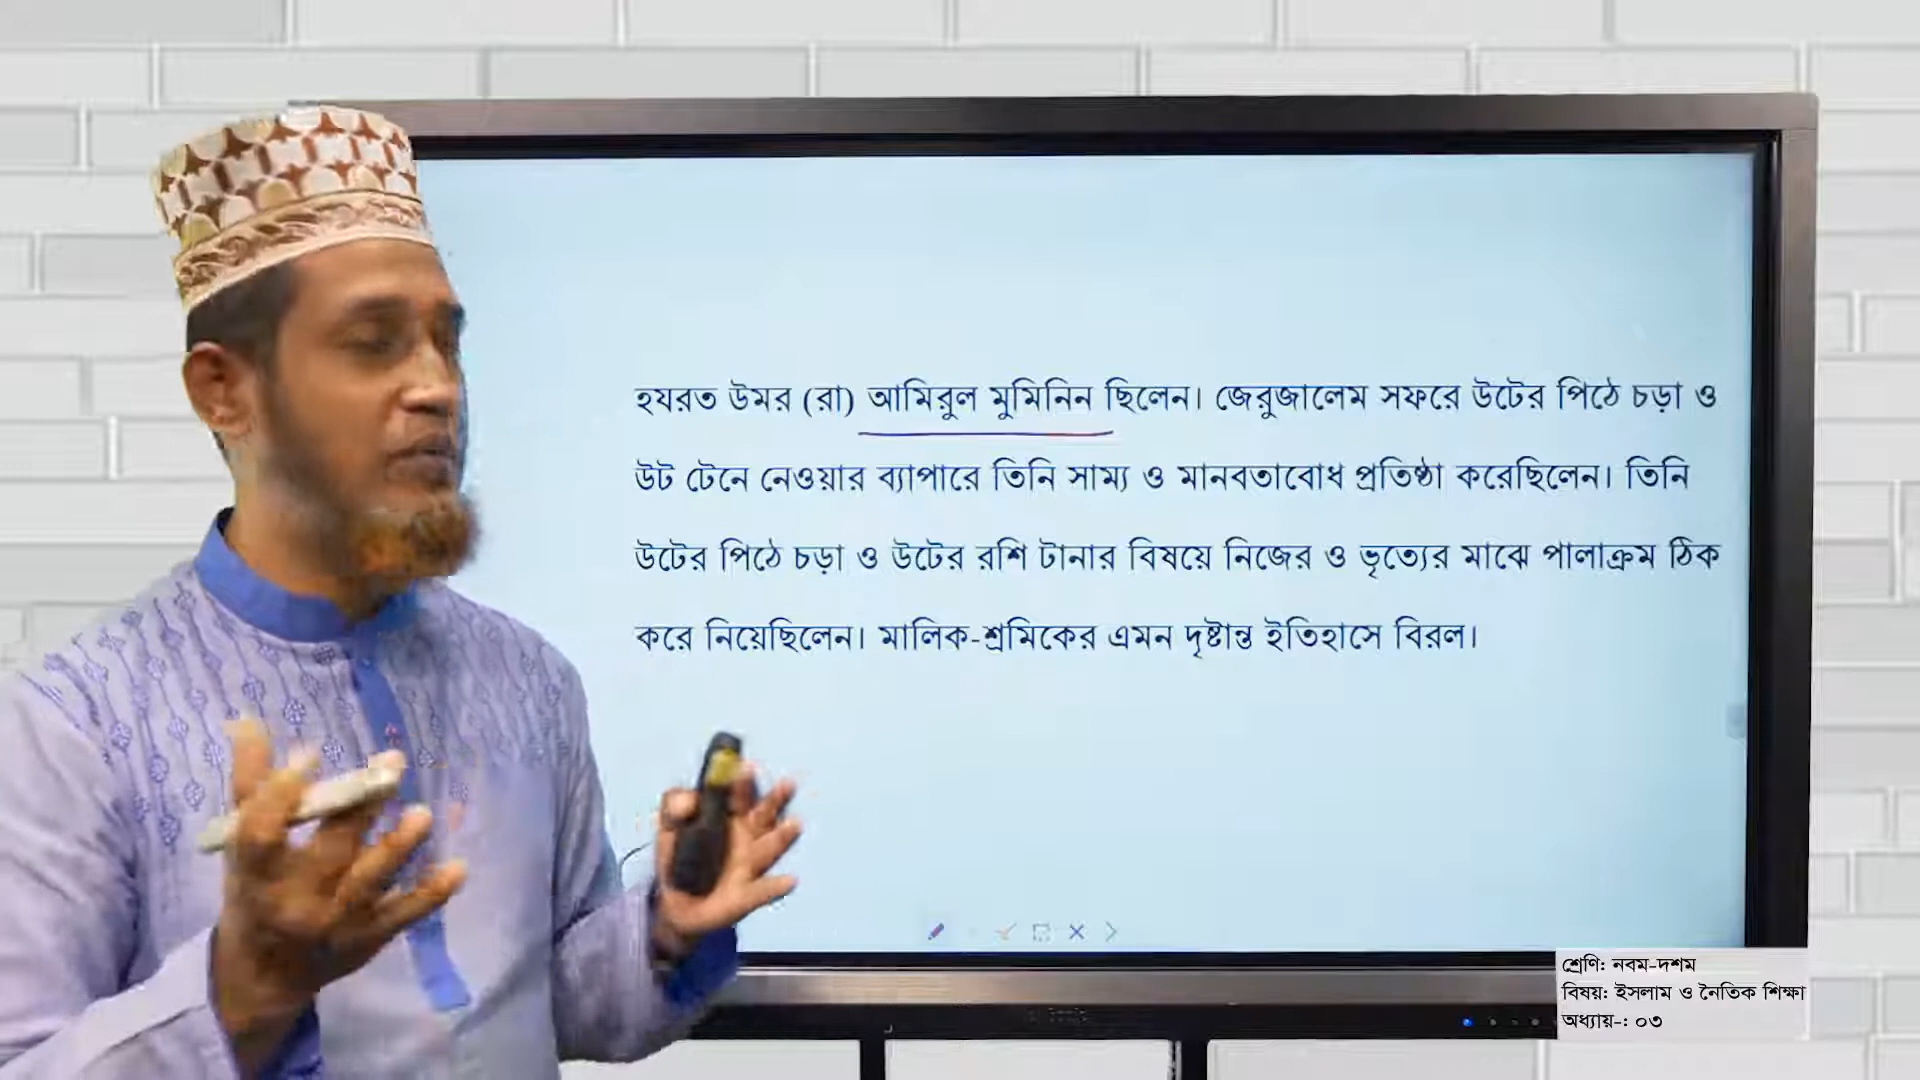 হযরত উমর (রা) আমিরুল মুমিনিন ছিলেন। জেরুজালেম সফরে উটের পিঠে চড়া ও
উট টেনে নেওয়ার ব্যাপারে তিনি সাম্য ও মানবতাবোধ প্রতিষ্ঠা করেছিলেন। তিনি
উটের পিঠে চড়া ও উটের রশি টানার বিষয়ে নিজের ও ভৃত্যের মাঝে পালাক্রম ঠিক
করে নিয়েছিলেন। মালিক-শ্রমিকের এমন দৃষ্টান্ত ইতিহাসে বিরল।
শ্রেণি: নবম-দশম
বিষয়: ইসলাম ও নৈতিক শিক্ষা
অধ্যায়-: ০৩